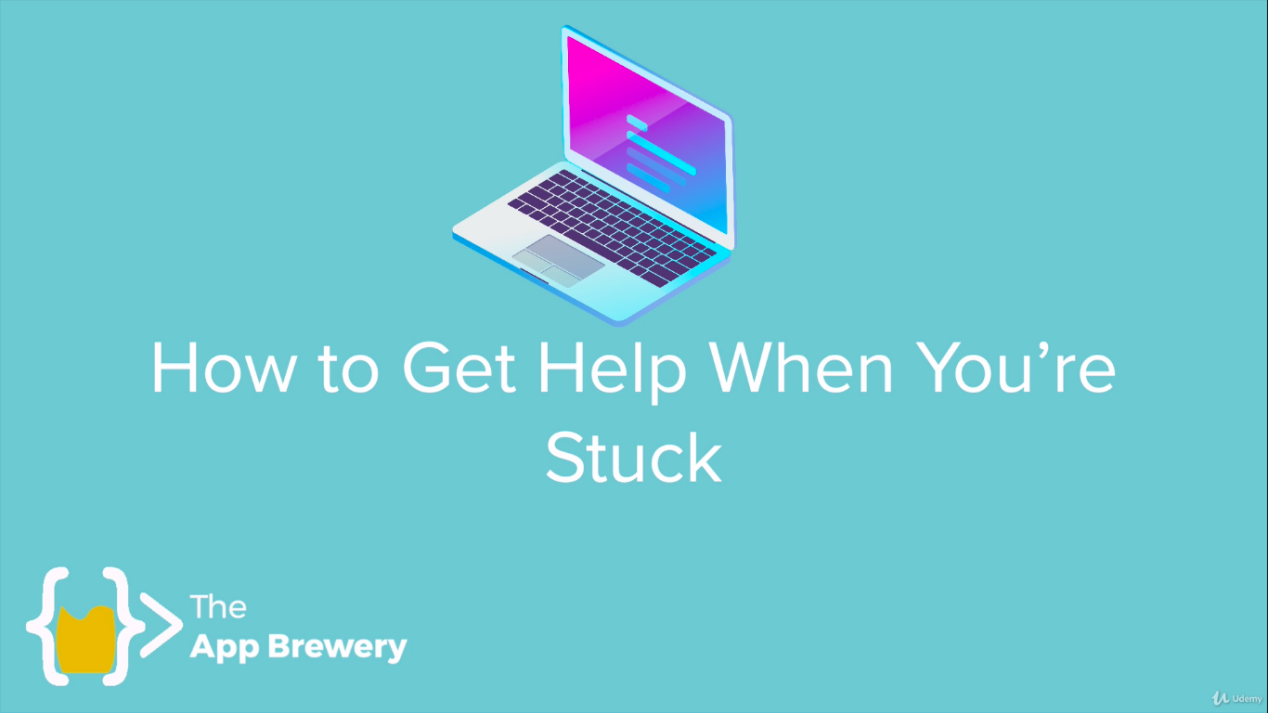 How to Get Help When You’re
Stuck
The
App Brewery
Udemy